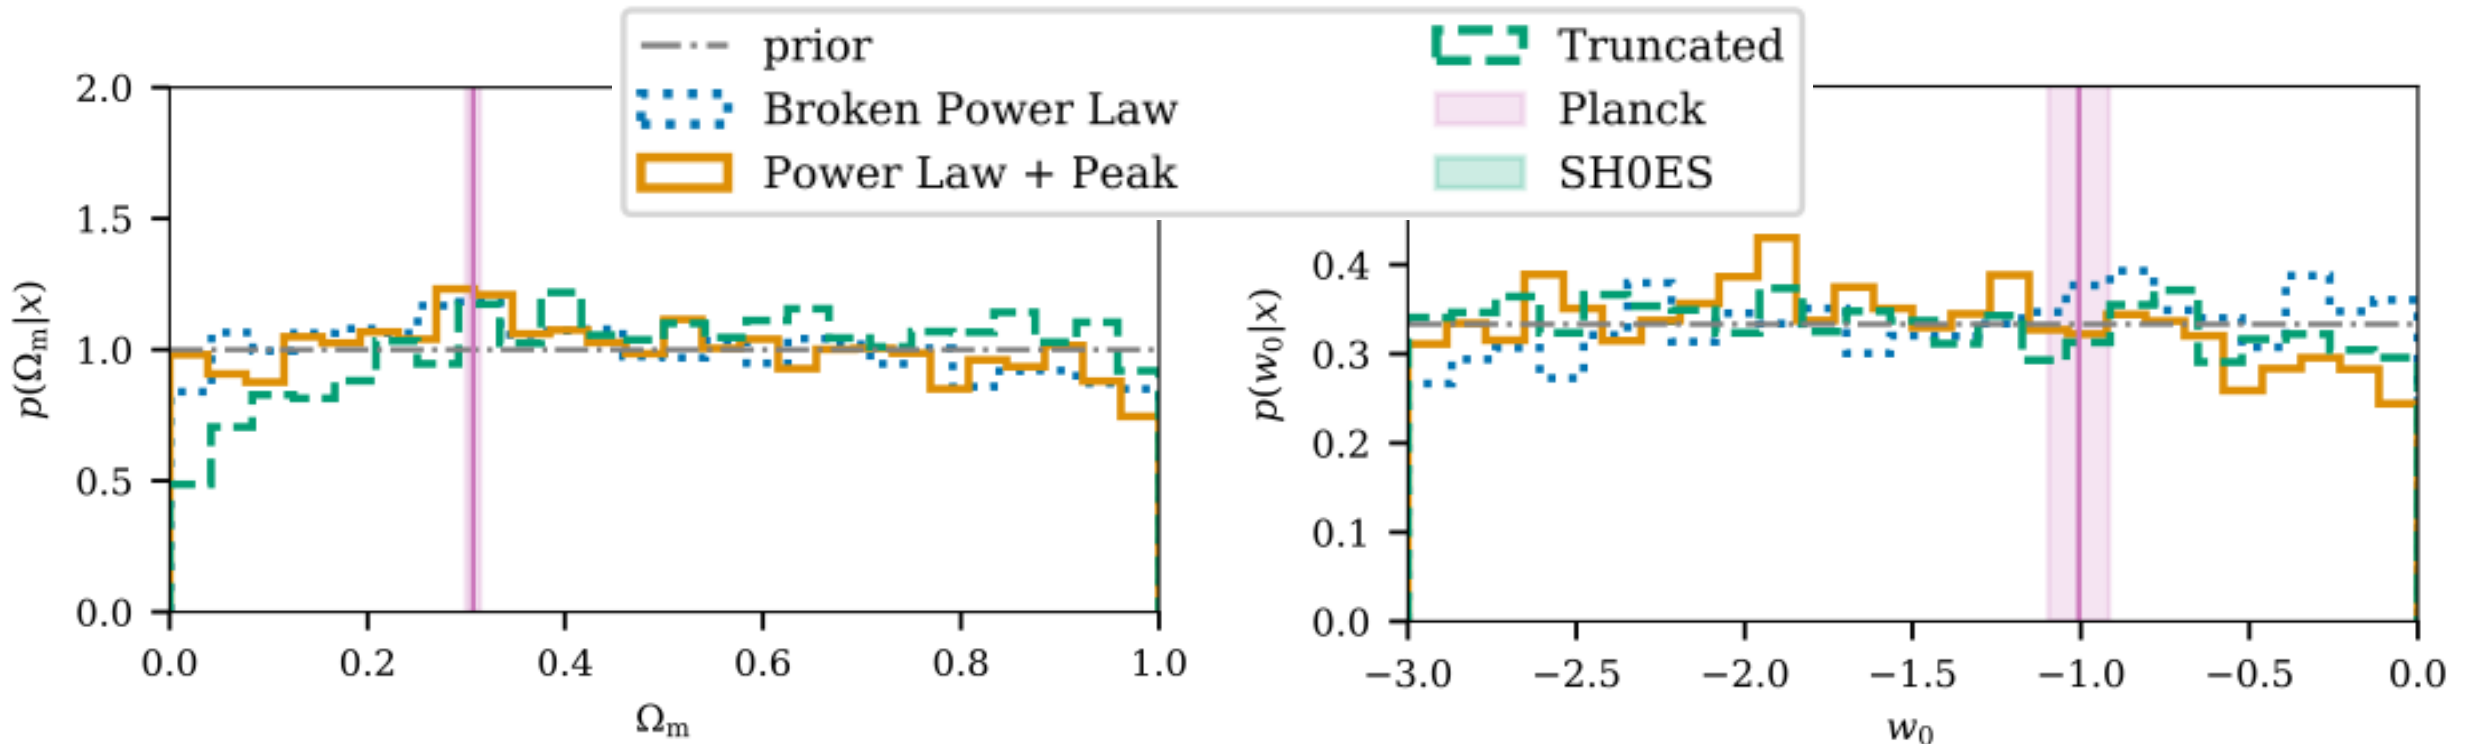 prior
Broken Power Law
Power Law + Peak
Truncated
Planck
SH0ES
2.0
1.5
1.0
0.5
0.0
p(Ωm|x)
0.0 0.2 0.4 0.6 0.8 1.0
Ωm
0.4
0.3
0.2
0.1
0.0
p(w0|x)
−3.0 −2.5 −2.0 −1.5 −1.0 −0.5 0.0
w0